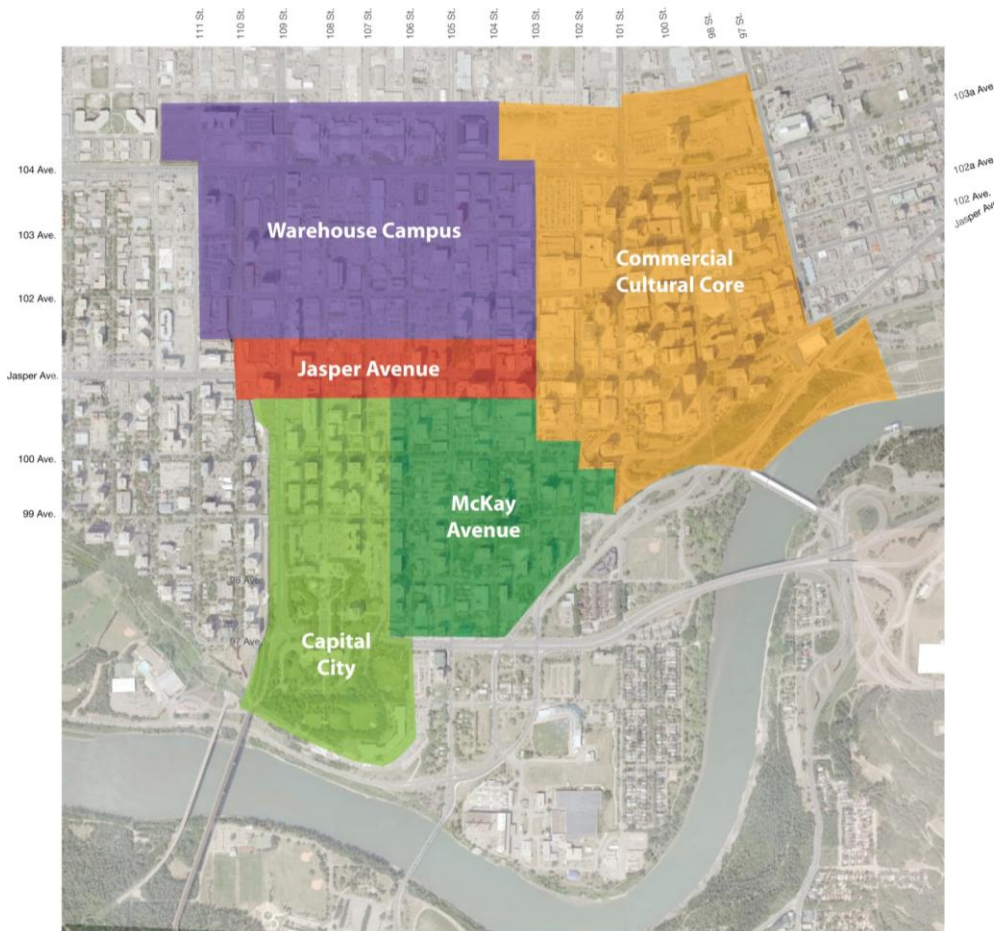 111 St.
110 St.
109 St.
108 St.
107 St.
106 St.
105 St.
104 St.
103 St.
102 St.
101 St.
100 St.
98 St.
97 St.
103a Ave
104 Ave.
102a Ave
102 Ave.
Jasper Av
103 Ave.
Warehouse Campus
Commercial
Cultural Core
102 Ave.
Jasper Ave.
Jasper Avenue
100 Ave.
McKay
Avenue
99 Ave.
98 Ave.
97 Ave.
Capital
City